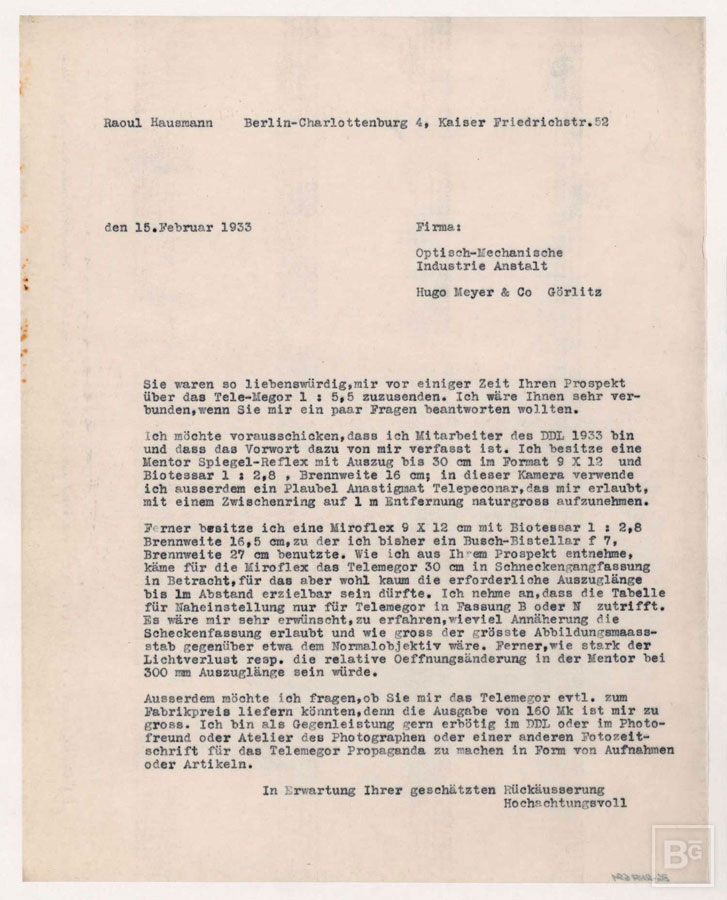 Raoul Hausmann Berlin-Charlottenburg 4, Kaiser Friedrichstr.52
den 15.Februar 1933
Firma:
Optisch-Mechanische
Industrie Anstalt
Hugo Meyer & Co Görlitz
Sie waren so liebenswürdig,mir vor einiger Zeit Ihren Prospekt
über das Tele-Megor 1 : 5,5 zuzusenden. Ich wäre Ihnen sehr ver-
bunden,wenn Sie mir ein paar Fragen beantworten wollten.
Ich möchte vorausschicken,dass ich Mitarbeiter des DDL 1933 bin
und dass das Vorwort dazu von mir verfasst ist. Ich besitze eine
Mentor Spiegel-Reflex mit Auszug bis 30 cm im Format 9 X 12 und
Biotessar 1 : 2,8 , Brennweite 16 cm; in dieser Kamera verwende
ich ausserdem ein Plaubel Anastigmat Telepeconar,das mir erlaubt,
mit einem Zwischenring auf 1 m Entfernung naturgross aufzunehmen.
Ferner besitze ich eine Miroflex 9 X 12 cm mit Biotessar 1 : 2,8
Brennweite 16,5 cm,zu der ich bisher ein Busch-Bistellar f 7,
Brennweite 27 cm benutzte. Wie ich aus Ihrem Prospekt entnehme,
käme für die Miroflex das Telemegor 30 cm in Schneckengangfassung
in Betracht,für das aber wohl kaum die erforderliche Auszuglänge
bis 1m Abstand erzielbar sein dürfte. Ich nehme an,dass die Tabelle
für Naheinstellung nur für Telemegor in Fassung B oder N zutrifft.
Es wäre mir sehr erwünscht,zu erfahren,wieviel Annäherung die
Scheckenfassung erlaubt und wie gross der grösste Abbildungsmaass-
stab gegenüber etwa dem Normalobjektiv wäre. Ferner,wie stark der
Lichtverlust resp. die relative Oeffnungsänderung in der Mentor bei
300 mm Auszuglänge sein würde.
Ausserdem möchte ich fragen,ob Sie mir das Telemegor evtl. zum
Fabrikpreis liefern könnten,denn die Ausgabe von 160 Mk ist mir zu
gross. Ich bin als Gegenleistung gern erbötig im DDL oder im Photo-
freund oder Atelier des Photographen oder einer anderen Fotozeit-
schrift für das Telemegor Propaganda zu machen in Form von Aufnahmen
oder Artikeln.
In Erwartung Ihrer geschätzten Rückäusserung
Hochachtungsvoll
BG